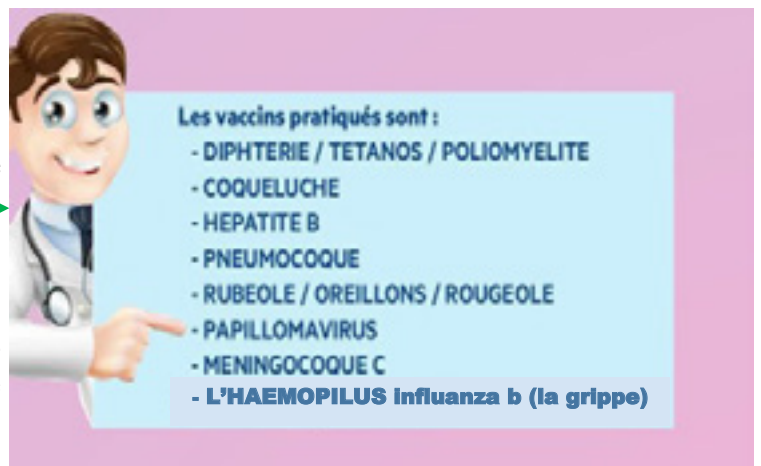 Les vaccins pratiqués sont :
- DIPHTERIE / TETANOS / POLIOMYELITE
- COQUELUCHE
- HEPATITE B
- PNEUMOCOQUE
- RUBEOLE / OREILLONS / ROUGEOLE
- PAPILLOMAVIRUS
- MENINGOCOQUE C
- L'HAEMOPILUS influanza b (la grippe)